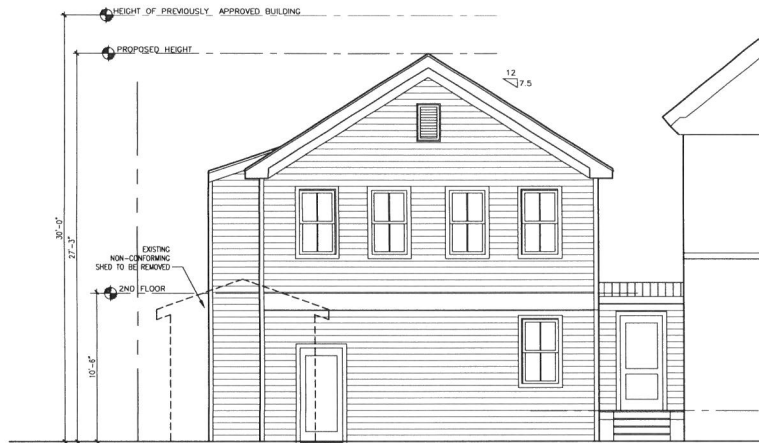 HEIGHT OF PREVIOUSLY APPROVED BUILDING
PROPOSED HEIGHT
12
7.5
30'-0"
27'-3"
EXISTING
NON-CONFORMING
SHED TO BE REMOVED
2ND FLOOR
10'-6"